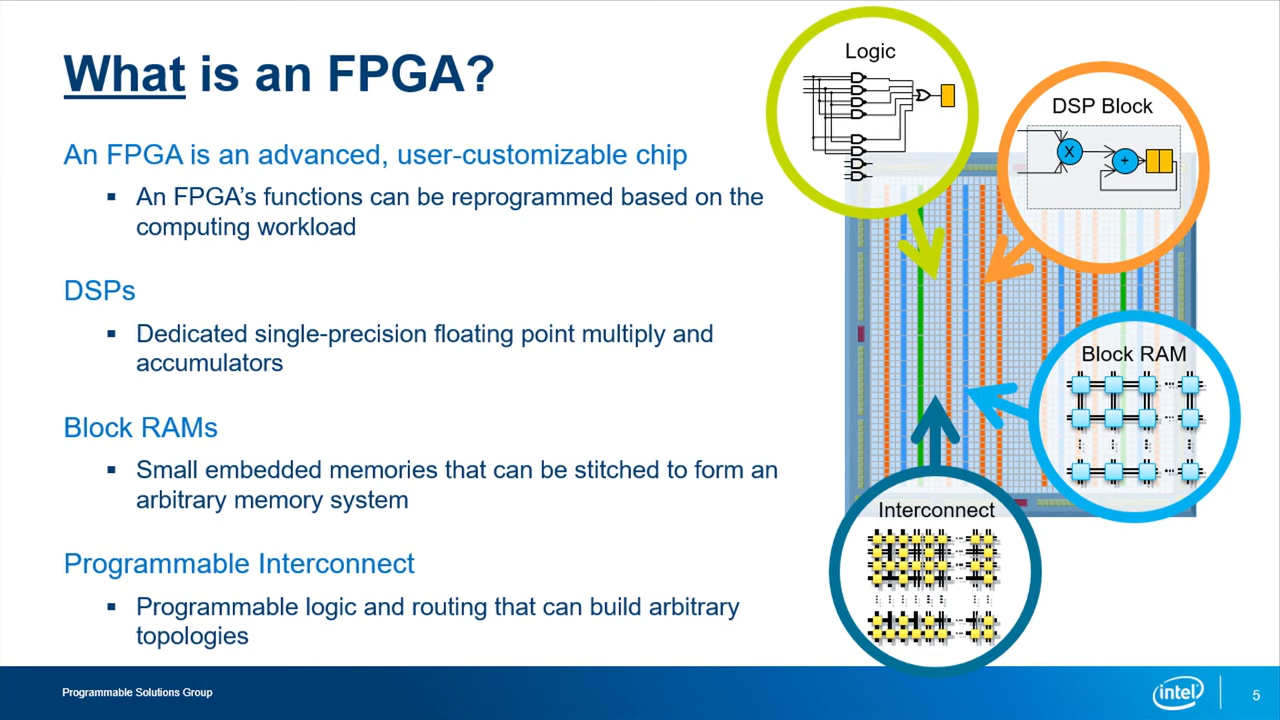 What is an FPGA?
An FPGA is an advanced, user-customizable chip
▪ An FPGA’s functions can be reprogrammed based on the
computing workload
DSPs
▪ Dedicated single-precision floating point multiply and
accumulators
Block RAMs
▪ Small embedded memories that can be stitched to form an
arbitrary memory system
Programmable Interconnect
▪ Programmable logic and routing that can build arbitrary
topologies
Logic
DSP Block
X
+
Block RAM
Interconnect
Programmable Solutions Group
intel
5